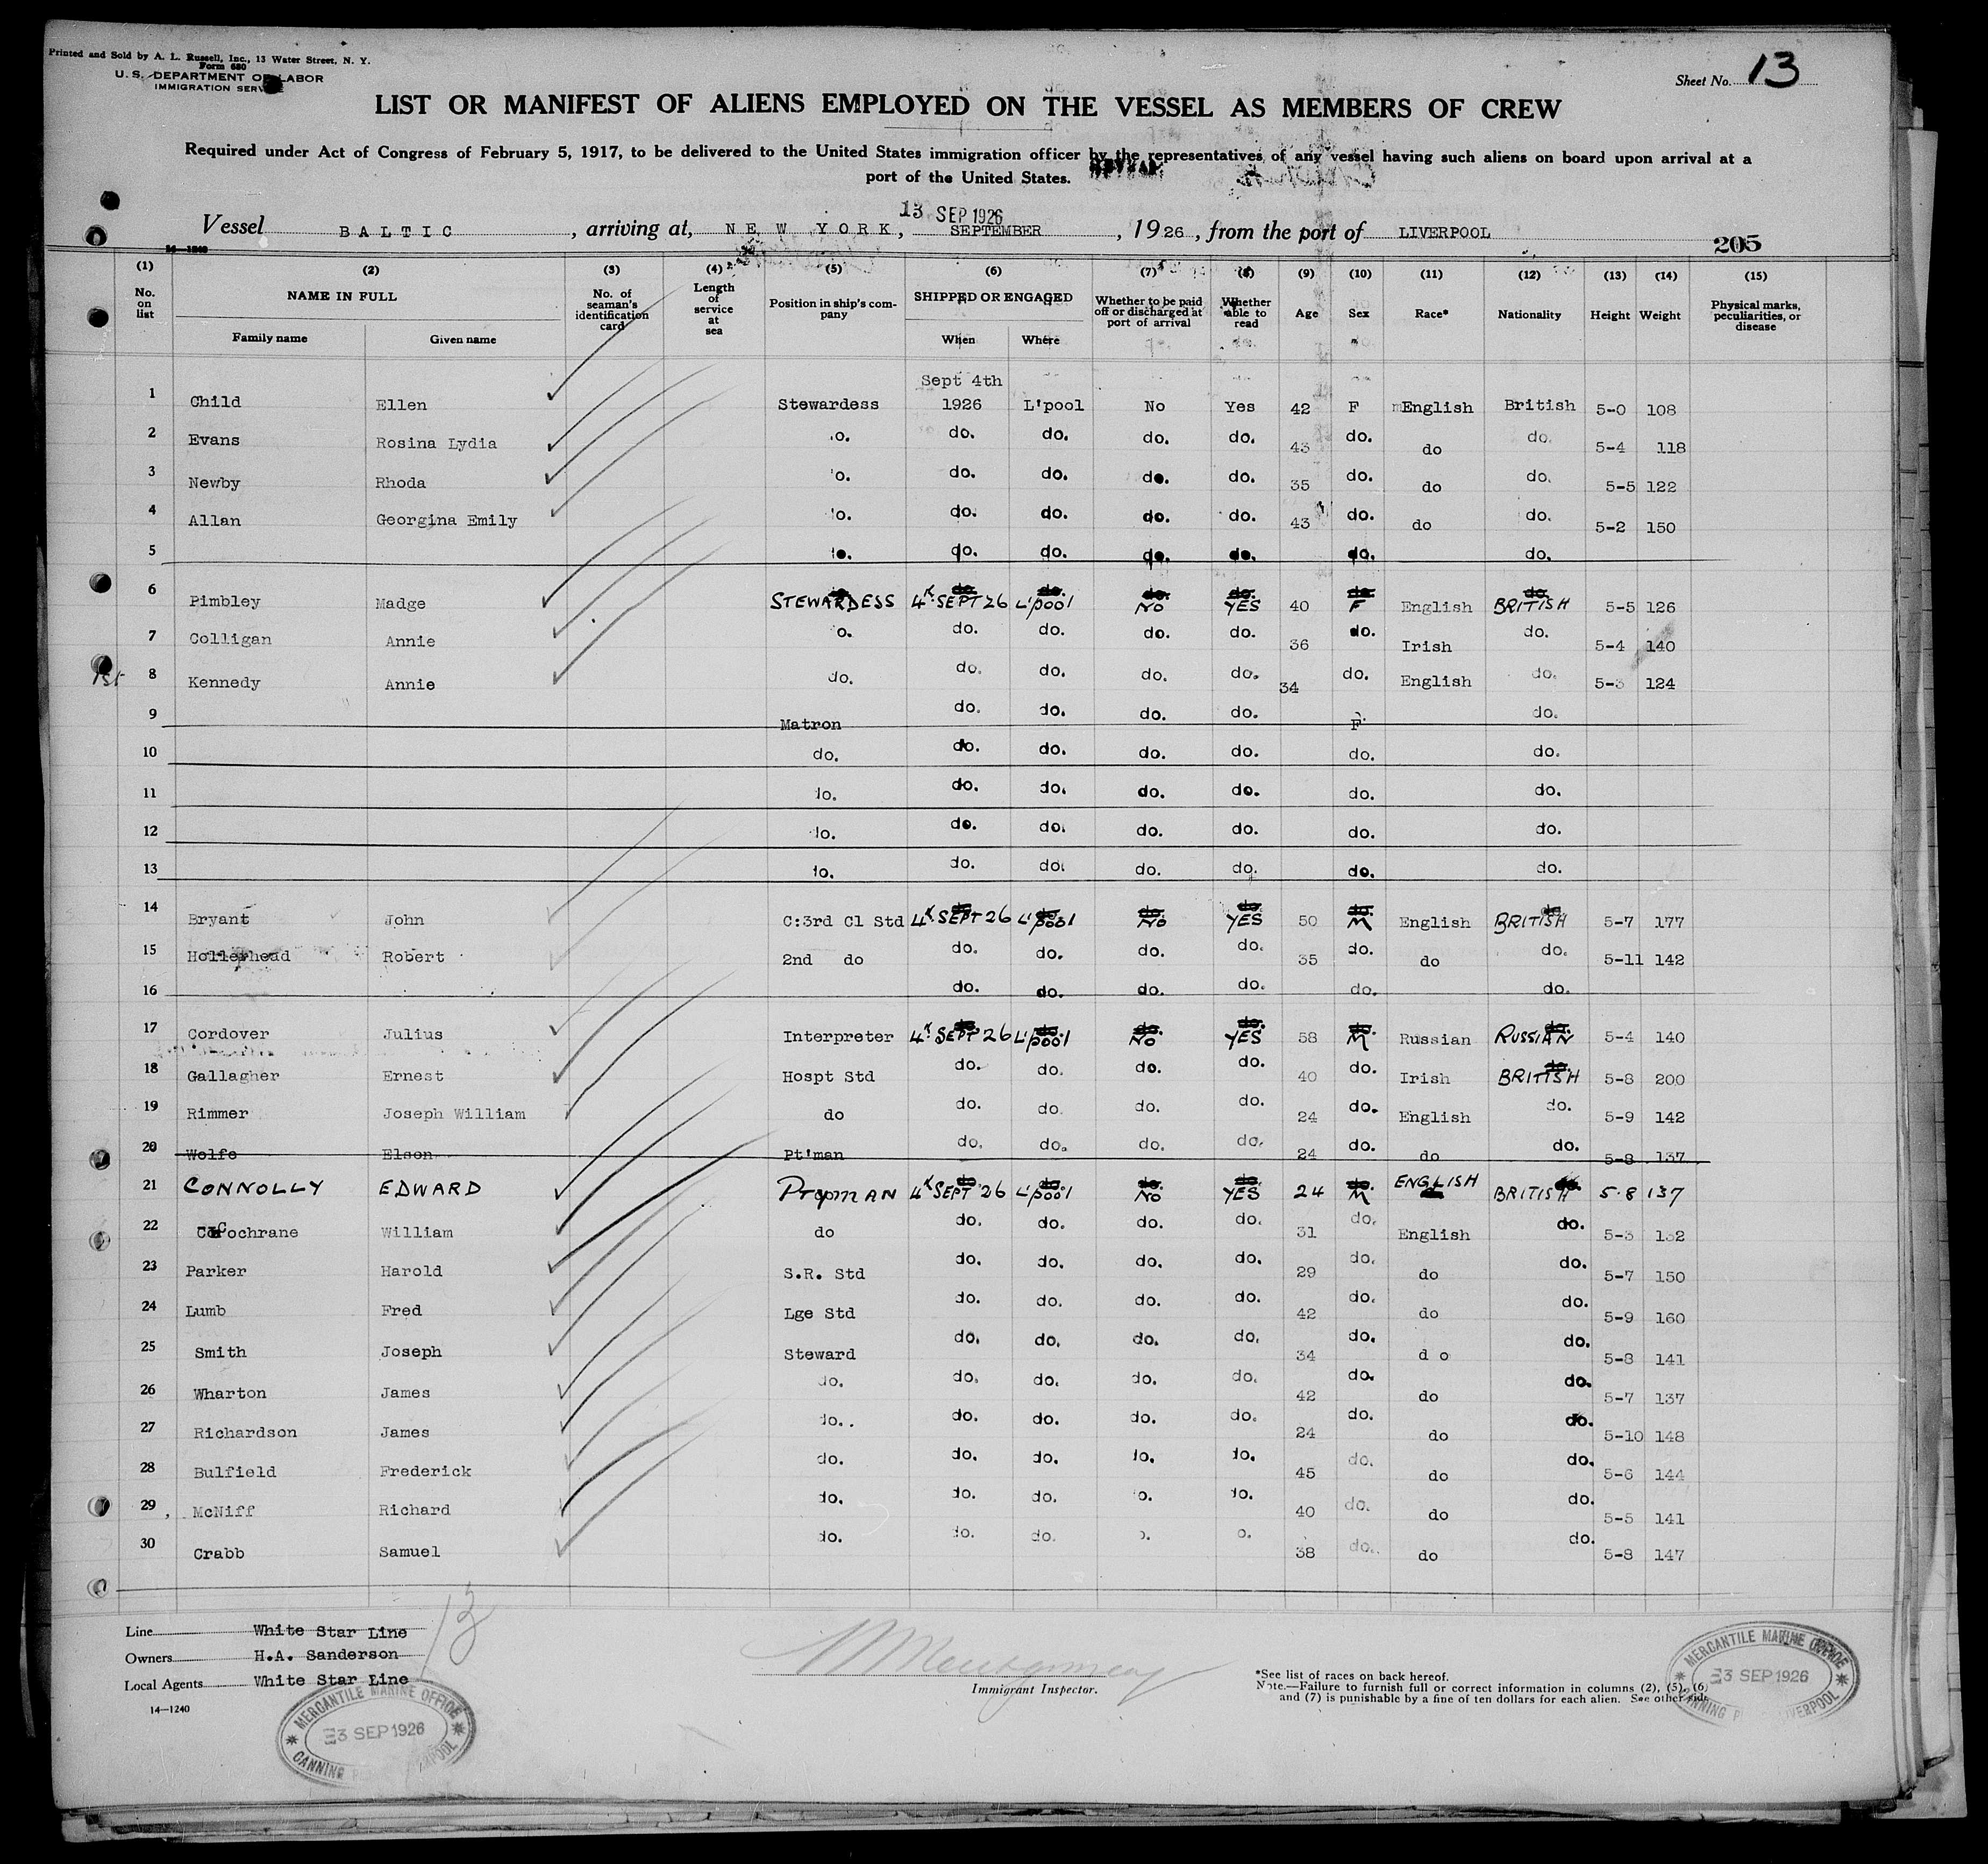 Printed and Sold by A. L. Russell, Inc., 13 Water Street, N. Y.
Form 680
U. S. DEPARTMENT OF LABOR
IMMIGRATION SERVICE
Sheet No. 13
LIST OR MANIFEST OF ALIENS EMPLOYED ON THE VESSEL AS MEMBERS OF CREW
Required under Act of Congress of February 5, 1917, to be delivered to the United States immigration officer by the representatives of any vessel having such aliens on board upon arrival at a
port of the United States.
13 SEP 1926
Vessel BALTIC, arriving at, NEW YORK, SEPTEMBER, 1926, from the port of LIVERPOOL
205
(1) (2) (3) (4) (5) (6) (7) (8) (9) (10) (11) (12) (13) (14) (15)
No. on list NAME IN FULL Family name Given name No. of seaman's identification card Length of service at sea Position in ship's company SHIPPED OR ENGAGED When Where Whether to be paid off or discharged at port of arrival Whether able to read Age Sex Race* Nationality Height Weight Physical marks, peculiarities, or disease
Sept 4th
1 Child Ellen Stewardess 1926 L'pool No Yes 42 F English British 5-0 108
2 Evans Rosina Lydia o. do. do. do. do. 43 do. do do. 5-4 118
3 Newby Rhoda o. do. do. do. do. 35 do. do do. 5-5 122
4 Allan Georgina Emily o. do. do. do. do. 43 do. do do. 5-2 150
5 o. do. do. do. do. do. do.
6 Pimbley Madge STEWARDESS 4th SEPT 26 L'pool NO YES 40 F English BRITISH 5-5 126
7 Colligan Annie o. do. do. do. do. 36 do. Irish do. 5-4 140
1st 8 Kennedy Annie do. do. do. do. do. 34 do. English do. 5-3 124
9 Matron do. do. do. do. F do.
10 do. do. do. do. do. do. do.
11 do. do. do. do. do. do. do.
12 do. do. do. do. do. do. do.
13 do. do. do. do. do. do. do.
14 Bryant John C:3rd Cl Std 4th SEPT 26 L'pool NO YES 50 M English BRITISH 5-7 177
15 Hollerhead Robert 2nd do do. do. do. do. 35 do. do do. 5-11 142
16 do. do. do. do. do. do.
17 Cordover Julius Interpreter 4th SEPT 26 L'pool NO YES 58 M Russian RUSSIAN 5-4 140
18 Gallagher Ernest Hospt Std do. do. do. do. 40 do. Irish BRITISH 5-8 200
19 Rimmer Joseph William do do. do. do. do. 24 do. English do. 5-9 142
20 Wolfe Elson Pt'man do. do. do. do. 24 do. do do. 5-8 137
21 CONNOLLY EDWARD PTYMAN 4th SEPT '26 L'pool NO YES 24 M ENGLISH BRITISH 5·8 137
22 Cochrane William do do. do. do. do. 31 do. English do. 5-3 132
23 Parker Harold S.R. Std do. do. do. do. 29 do. do do. 5-7 150
24 Lumb Fred Lge Std do. do. do. do. 42 do. do do. 5-9 160
25 Smith Joseph Steward do. do. do. do. 34 do. d o do. 5-8 141
26 Wharton James do. do. do. do. do. 42 do. do do. 5-7 137
27 Richardson James do.. do. do. do. do. 24 do. do do. 5-10 148
28 Bulfield Frederick do. do. do. do. do. 45 do. do do. 5-6 144
29 McNiff Richard do. do. do. o. do. 40 do. do do. 5-5 141
30 Crabb Samuel do. do. do. o. o. 38 do. do do. 5-8 147
13
Line White Star Line
Owners H.A. Sanderson
Local Agents White Star Line
14—1240
Immigrant Inspector.
*See list of races on back hereof.
Note.—Failure to furnish full or correct information in columns (2), (5), (6)
and (7) is punishable by a fine of ten dollars for each alien. See other side
MERCANTILE MARINE OFFICE
3 SEP 1926
CANNING LIVERPOOL
MERCANTILE MARINE OFFICE
3 SEP 1926
CANNING LIVERPOOL